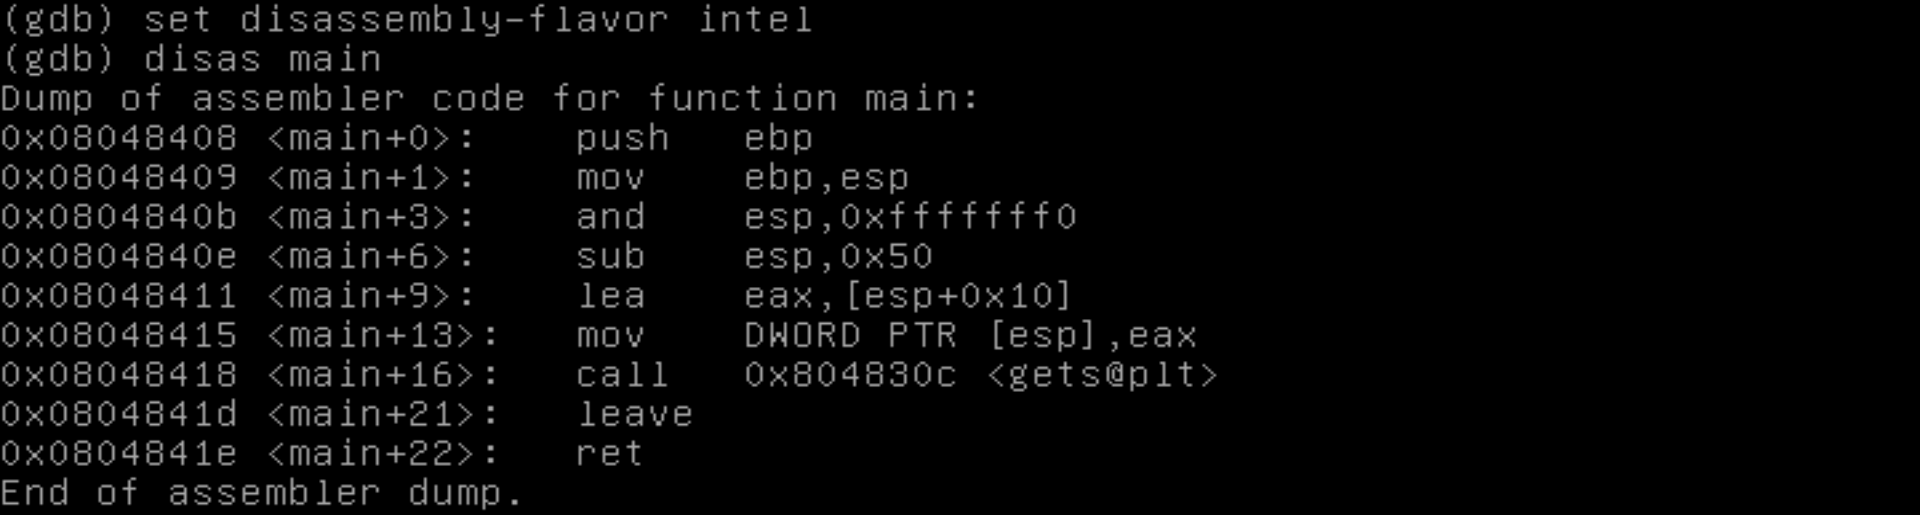 (gdb) set disassembly-flavor intel
(gdb) disas main
Dump of assembler code for function main:
0x08048408 <main+0>:    push   ebp
0x08048409 <main+1>:    mov    ebp,esp
0x0804840b <main+3>:    and    esp,0xfffffff0
0x0804840e <main+6>:    sub    esp,0x50
0x08048411 <main+9>:    lea    eax,[esp+0x10]
0x08048415 <main+13>:   mov    DWORD PTR [esp],eax
0x08048418 <main+16>:   call   0x804830c <gets@plt>
0x0804841d <main+21>:   leave
0x0804841e <main+22>:   ret
End of assembler dump.